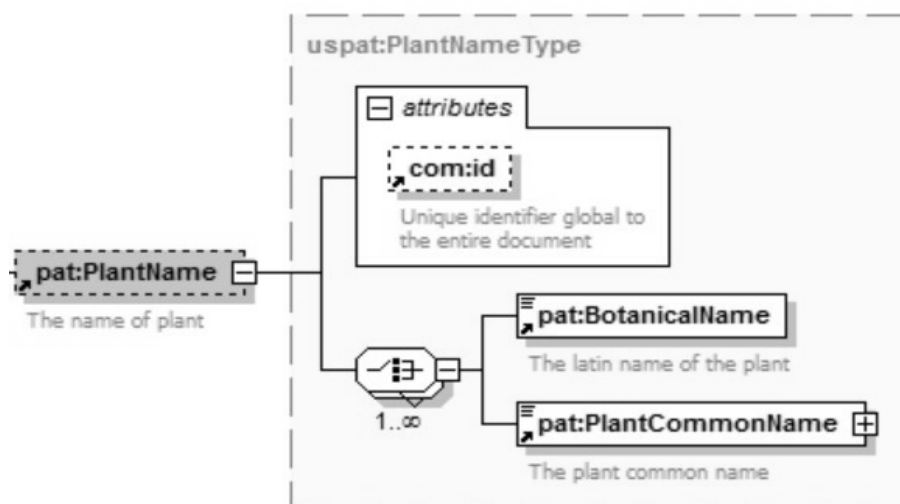 uspat:PlantNameType
attributes
com:id
Unique identifier global to
the entire document
pat:PlantName
The name of plant
pat:BotanicalName
The latin name of the plant
1..∞
pat:PlantCommonName
The plant common name